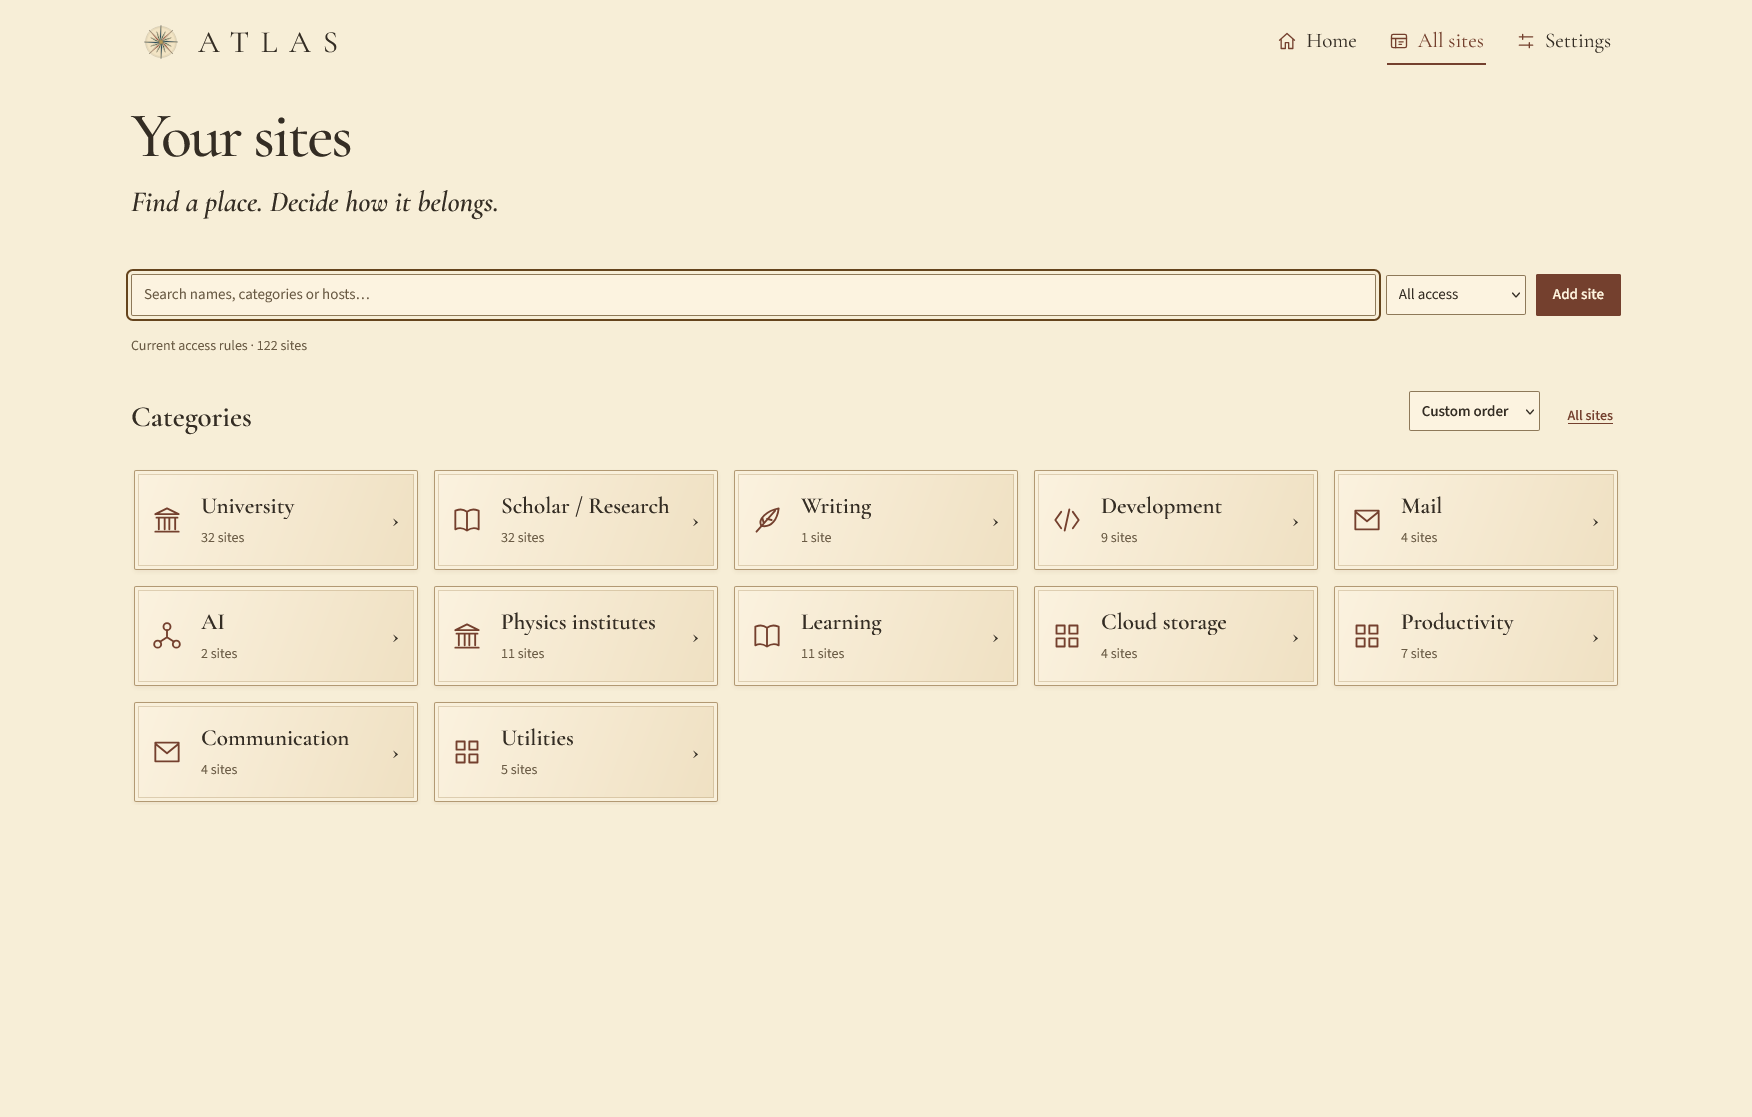 ATLAS
Home
All sites
Settings
Your sites
Find a place. Decide how it belongs.
Search names, categories or hosts…
All access
Add site
Current access rules · 122 sites
Categories
Custom order
All sites
University
32 sites
Scholar / Research
32 sites
Writing
1 site
Development
9 sites
Mail
4 sites
AI
2 sites
Physics institutes
11 sites
Learning
11 sites
Cloud storage
4 sites
Productivity
7 sites
Communication
4 sites
Utilities
5 sites